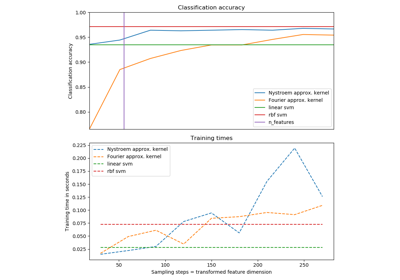 Classification accuracy
1.00
0.95
0.90
0.85
0.80
Classification accuracy
Nystroem approx. kernel
Fourier approx. kernel
linear svm
rbf svm
n_features
Training times
0.225
0.200
0.175
0.150
0.125
0.100
0.075
0.050
0.025
Training time in seconds
Nystroem approx. kernel
Fourier approx. kernel
linear svm
rbf svm
50
100
150
200
250
Sampling steps = transformed feature dimension